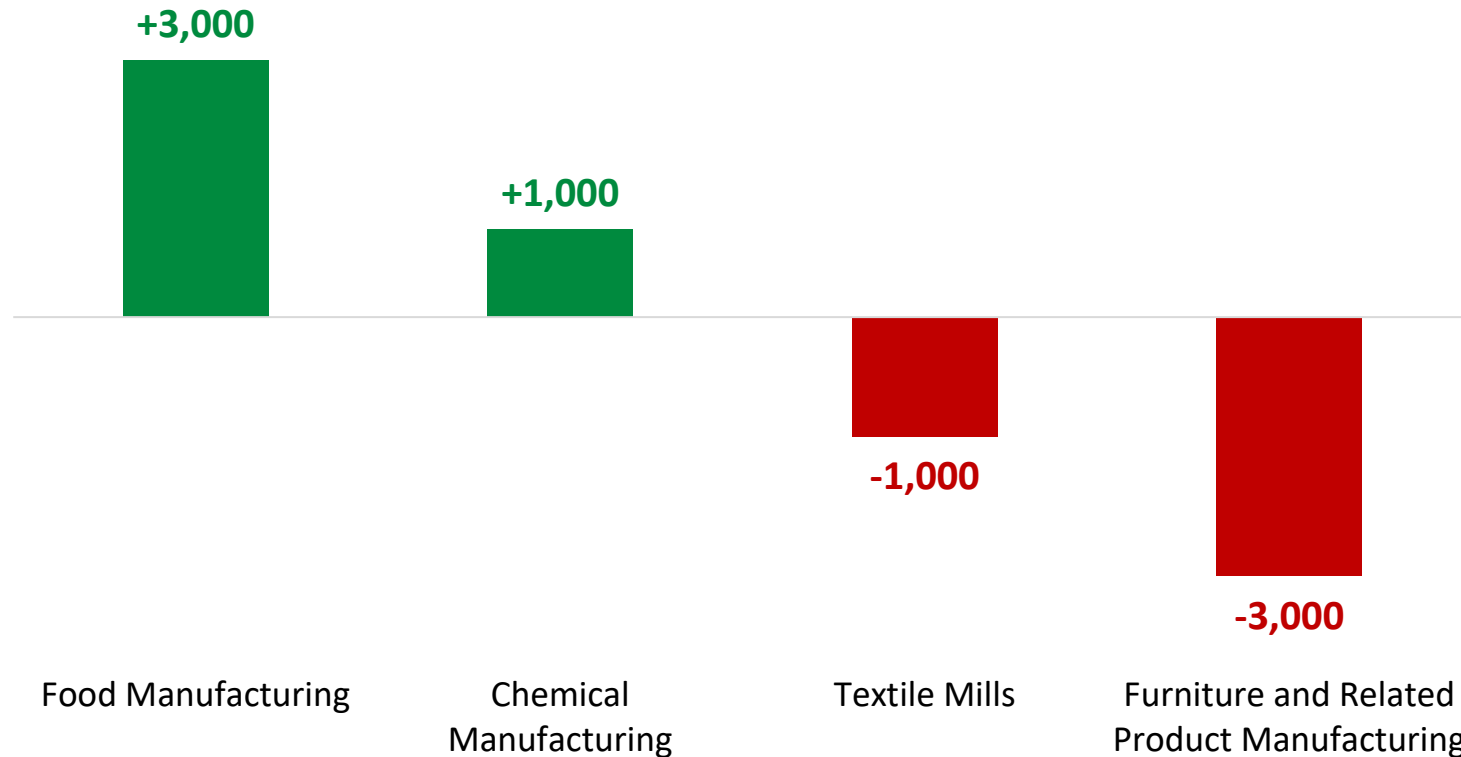 +3,000
+1,000
-1,000
-3,000
Food Manufacturing
Chemical
Manufacturing
Textile Mills
Furniture and Related
Product Manufacturing